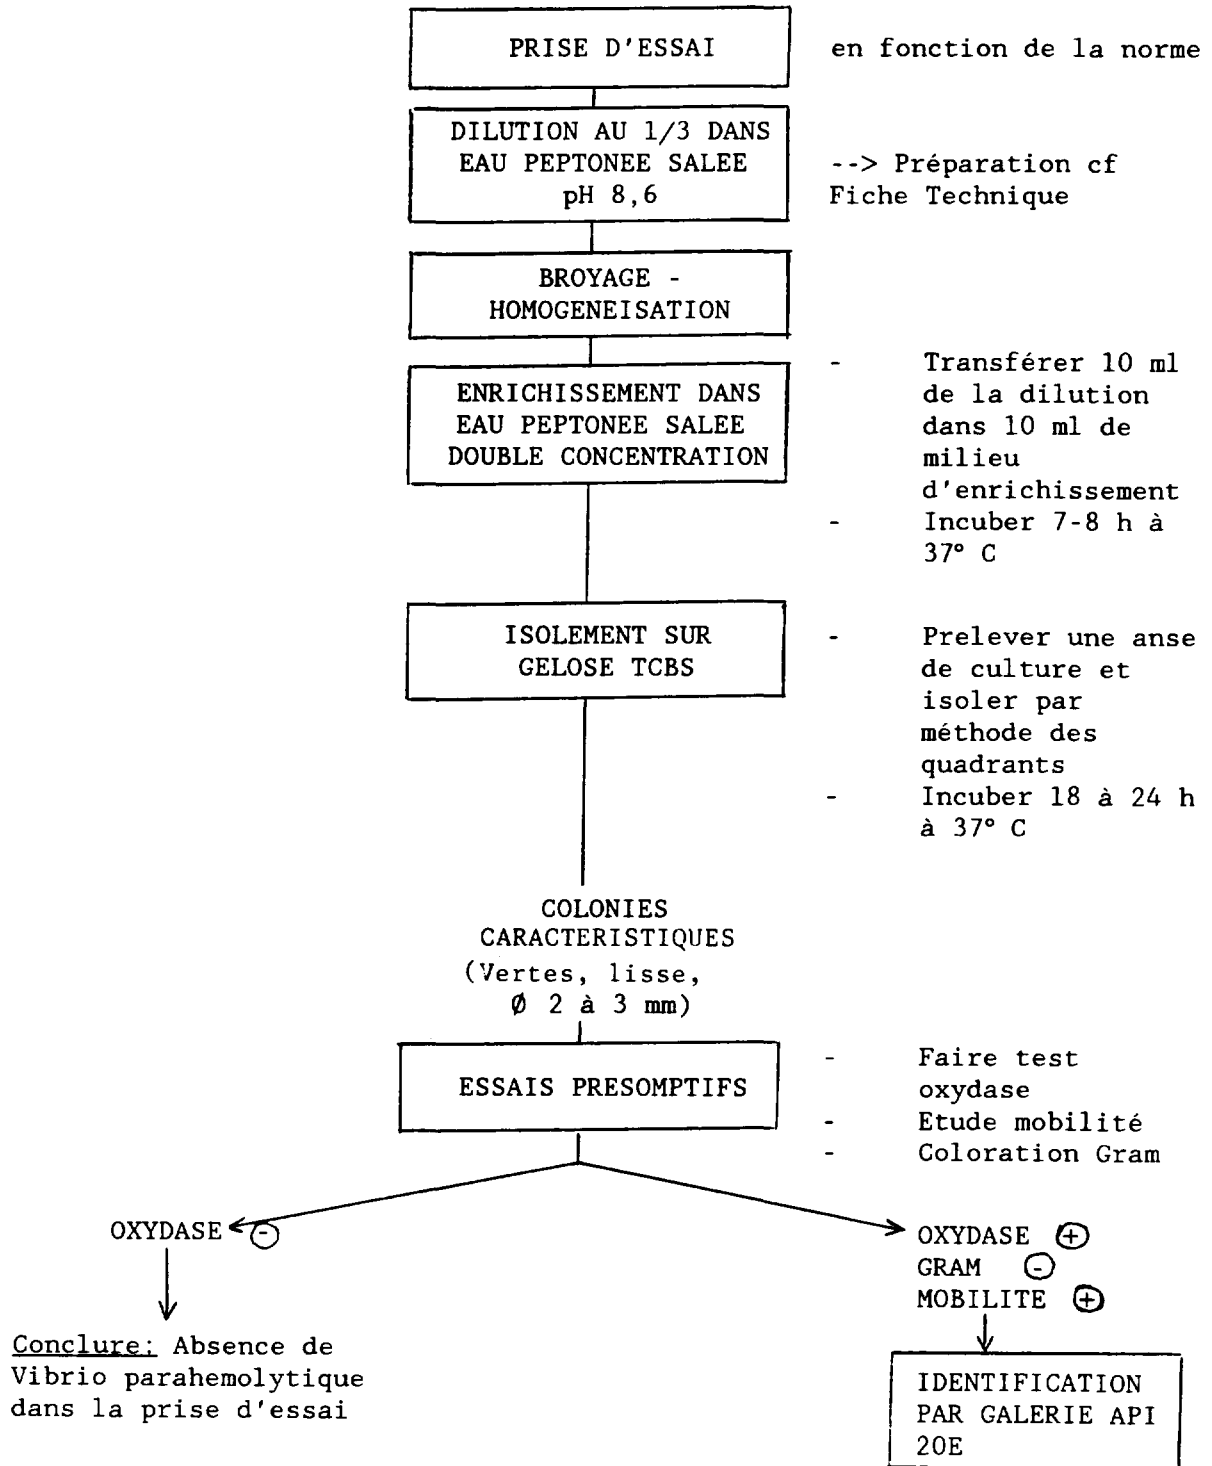 PRISE D'ESSAI
en fonction de la norme
DILUTION AU 1/3 DANS
EAU PEPTONEE SALEE
pH 8,6
--> Préparation cf
Fiche Technique
BROYAGE -
HOMOGENEISATION
ENRICHISSEMENT DANS
EAU PEPTONEE SALEE
DOUBLE CONCENTRATION
- Transférer 10 ml
de la dilution
dans 10 ml de
milieu
d'enrichissement
- Incuber 7-8 h à
37° C
ISOLEMENT SUR
GELOSE TCBS
- Prelever une anse
de culture et
isoler par
méthode des
quadrants
- Incuber 18 à 24 h
à 37° C
COLONIES
CARACTERISTIQUES
(Vertes, lisse,
Ø 2 à 3 mm)
ESSAIS PRESOMPTIFS
- Faire test
oxydase
- Etude mobilité
- Coloration Gram
OXYDASE ⊖
Conclure: Absence de
Vibrio parahemolytique
dans la prise d'essai
OXYDASE ⊕
GRAM ⊖
MOBILITE ⊕
IDENTIFICATION
PAR GALERIE API
20E